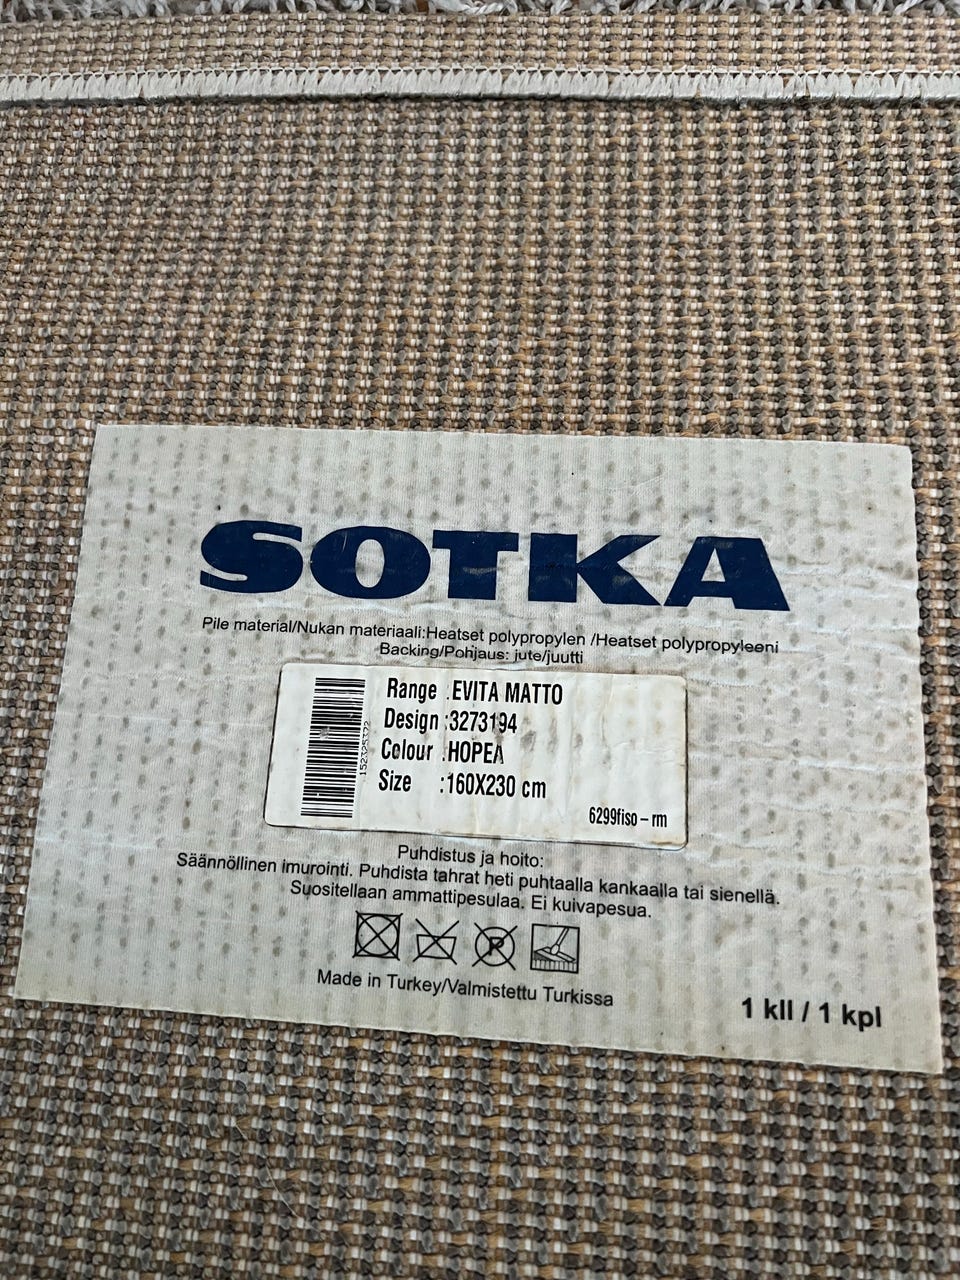 SOTKA
Pile material/Nukan materiaali:Heatset polypropylen /Heatset polypropyleeni
Backing/Pohjaus: jute/juutti
Range :EVITA MATTO
Design :3273194
Colour :HOPEA
Size :160X230 cm
6299fiso - rm
Puhdistus ja hoito:
Säännöllinen imurointi. Puhdista tahrat heti puhtaalla kankaalla tai sienellä.
Suositellaan ammattipesulaa. Ei kuivapesua.
P
Made in Turkey/Valmistettu Turkissa
1 kll / 1 kpl